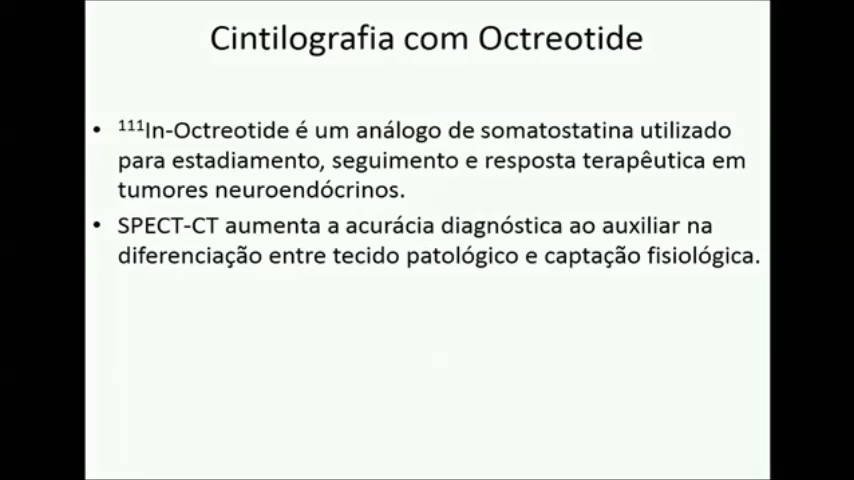 Cintilografia com Octreotide
• ¹¹¹In-Octreotide é um análogo de somatostatina utilizado
para estadiamento, seguimento e resposta terapêutica em
tumores neuroendócrinos.
• SPECT-CT aumenta a acurácia diagnóstica ao auxiliar na
diferenciação entre tecido patológico e captação fisiológica.